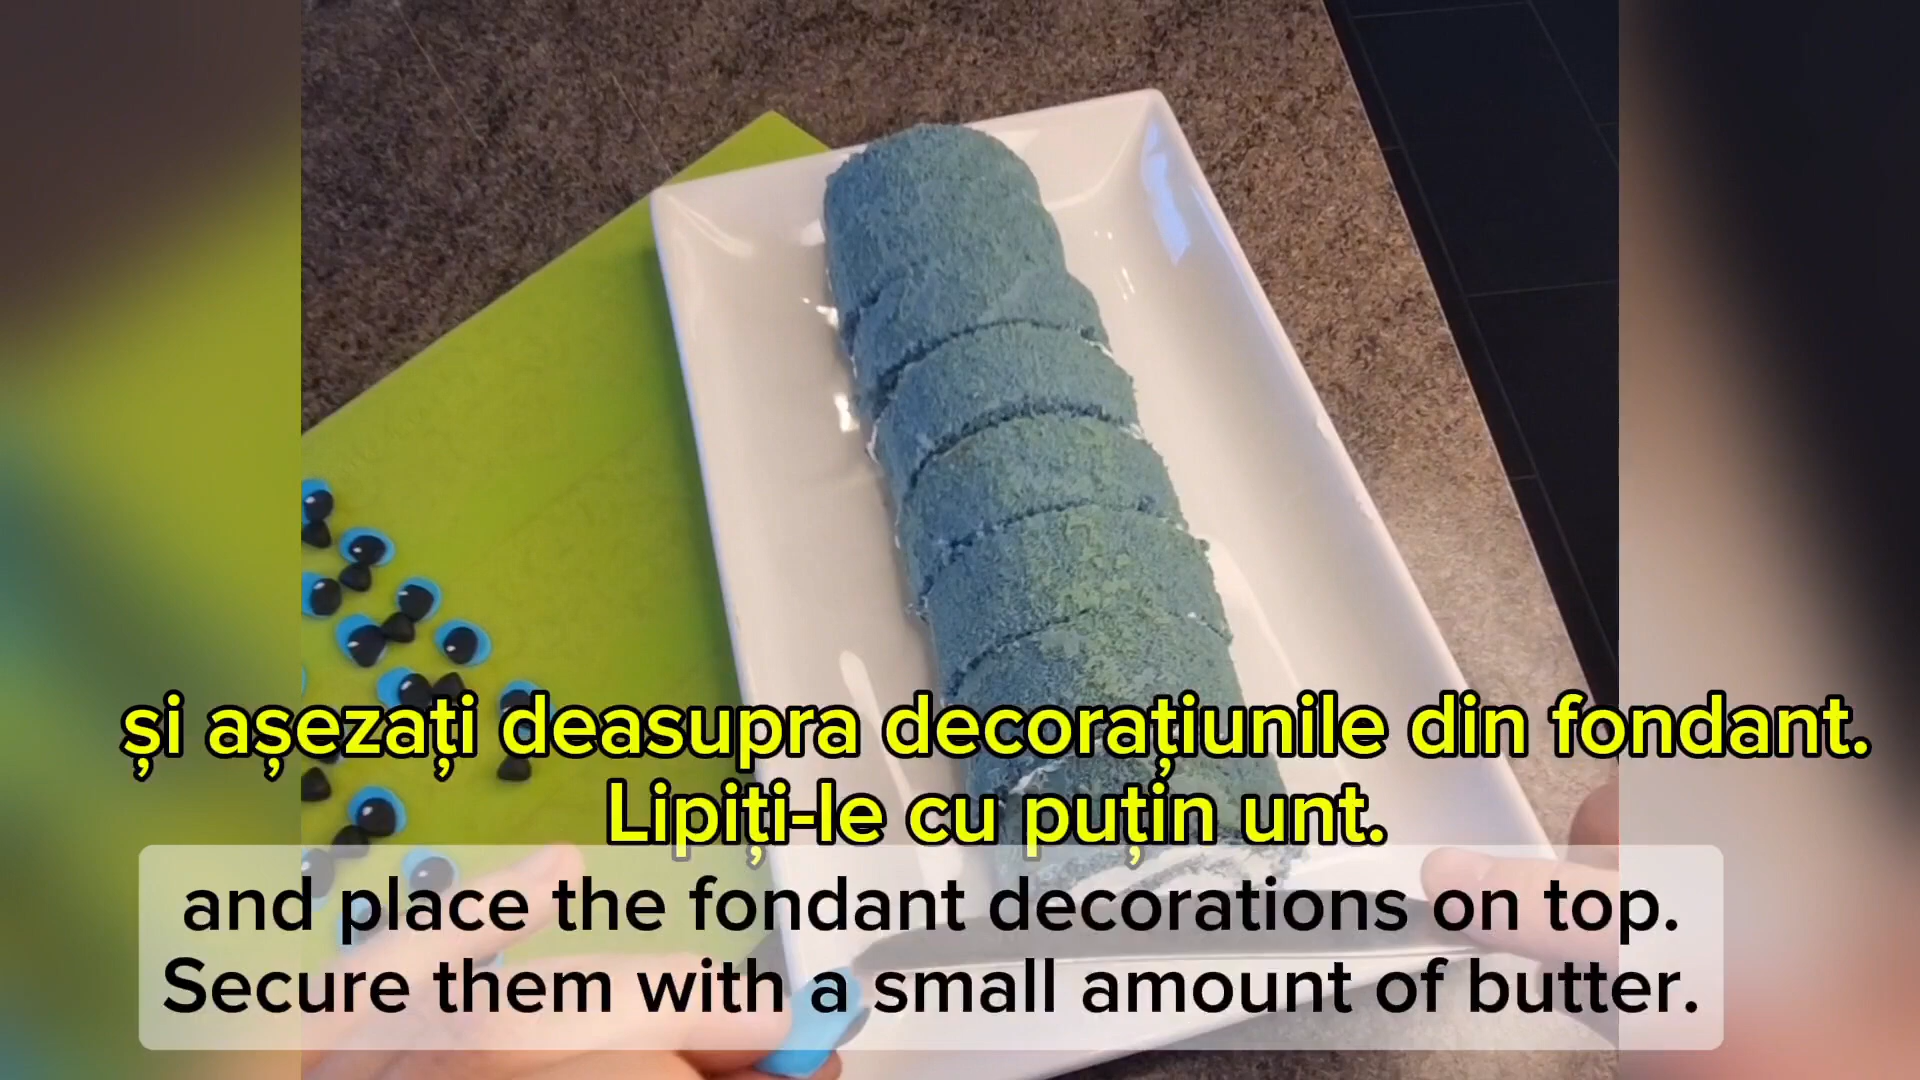 și așezați deasupra decorațiunile din fondant.
Lipiți-le cu puțin unt.
and place the fondant decorations on top.
Secure them with a small amount of butter.